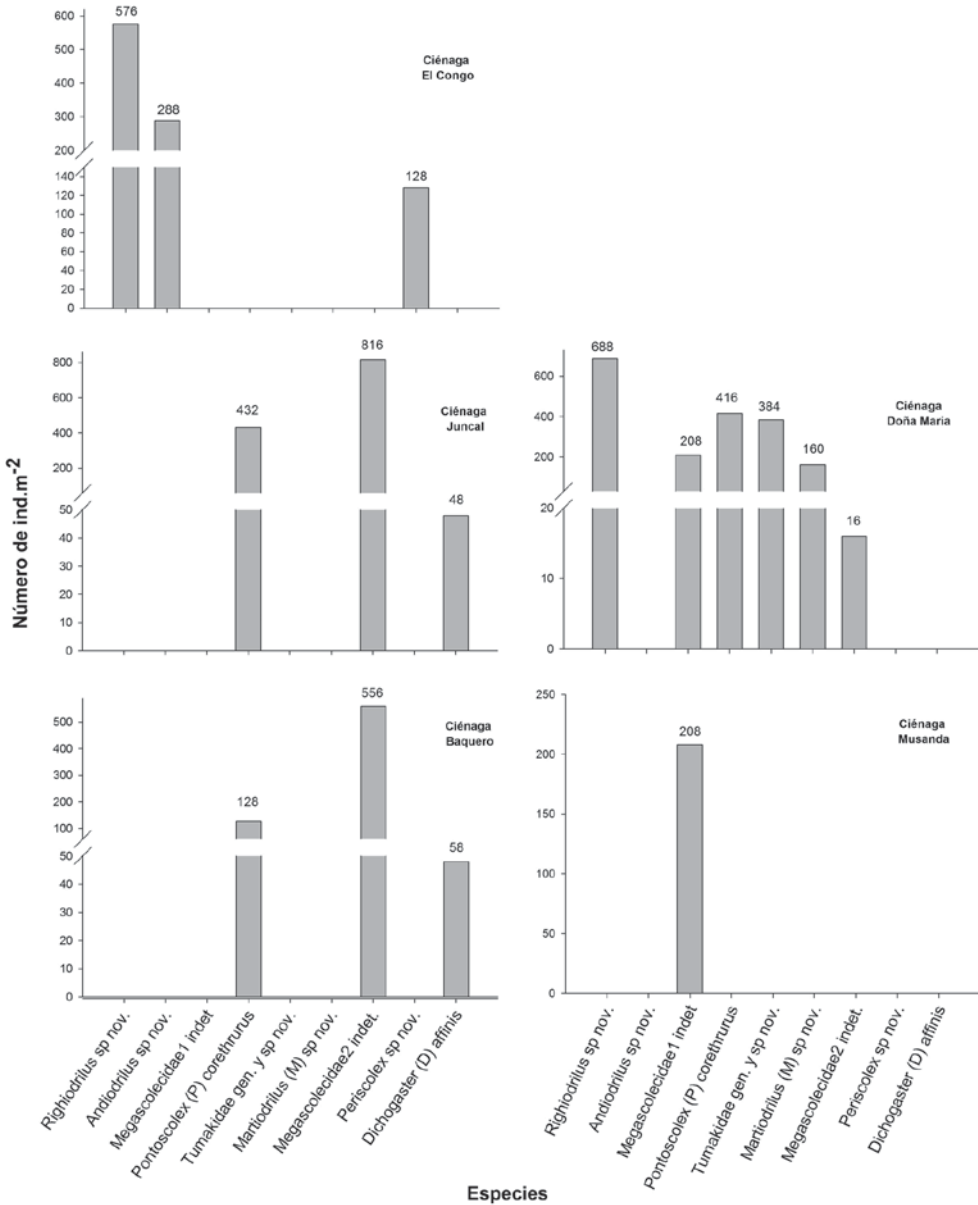 Número de ind.m-2
Ciénaga
El Congo
600
500
400
300
200
140
120
100
80
60
40
20
0
576
288
128
Ciénaga
Juncal
800
600
400
200
50
40
30
20
10
0
432
816
48
Ciénaga
Doña Maria
600
400
200
20
10
0
688
208
416
384
160
16
Ciénaga
Baquero
500
400
300
200
100
50
40
30
20
10
0
128
556
58
Ciénaga
Musanda
250
200
150
100
50
0
208
Righiodrilus sp nov.
Andiodrilus sp nov.
Megascolecidae1 indet
Pontoscolex (P) corethrurus
Tumakidae gen. y sp nov.
Martiodrilus (M) sp nov.
Megascolecidae2 indet.
Periscolex sp nov.
Dichogaster (D) affinis
Righiodrilus sp nov.
Andiodrilus sp nov.
Megascolecidae1 indet
Pontoscolex (P) corethrurus
Tumakidae gen. y sp nov.
Martiodrilus (M) sp nov.
Megascolecidae2 indet.
Periscolex sp nov.
Dichogaster (D) affinis
Especies